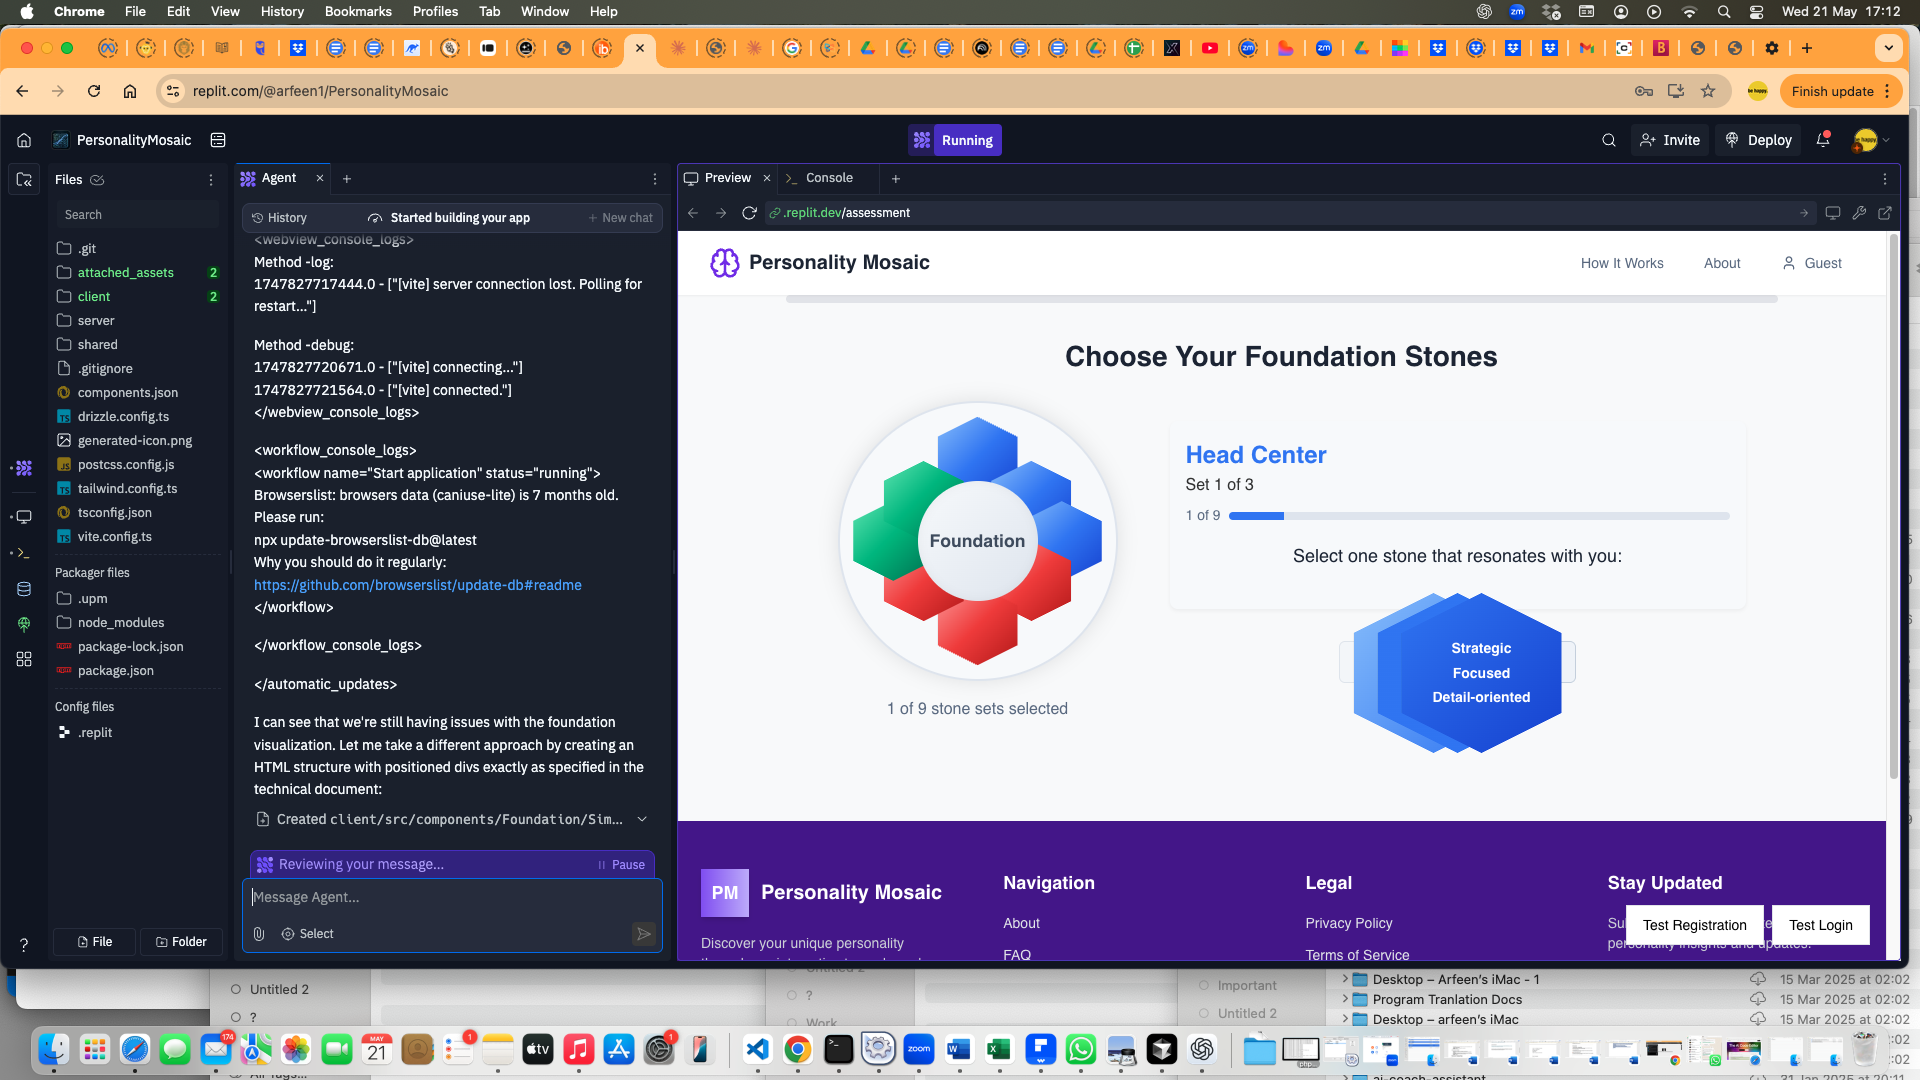 Chrome File Edit View History Bookmarks Profiles Tab Window Help
zm
Wed 21 May 17:12
replit.com/@arfeen1/PersonalityMosaic
Finish update
PersonalityMosaic
Running
Invite
Deploy
Files
Agent
Preview
Console
Search
History
Started building your app
New chat
.replit.dev/assessment
.git
attached_assets 2
client 2
server
shared
.gitignore
components.json
drizzle.config.ts
generated-icon.png
postcss.config.js
tailwind.config.ts
tsconfig.json
vite.config.ts
Packager files
.upm
node_modules
package-lock.json
package.json
Config files
.replit
File
Folder
<webview_console_logs>
Method -log:
1747827717444.0 - ["[vite] server connection lost. Polling for
restart..."]
Method -debug:
1747827720671.0 - ["[vite] connecting..."]
1747827721564.0 - ["[vite] connected."]
</webview_console_logs>
<workflow_console_logs>
<workflow name="Start application" status="running">
Browserslist: browsers data (caniuse-lite) is 7 months old.
Please run:
npx update-browserslist-db@latest
Why you should do it regularly:
https://github.com/browserslist/update-db#readme
</workflow>
</workflow_console_logs>
</automatic_updates>
I can see that we're still having issues with the foundation
visualization. Let me take a different approach by creating an
HTML structure with positioned divs exactly as specified in the
technical document:
Created client/src/components/Foundation/Sim...
Reviewing your message...
Pause
Message Agent...
Select
Personality Mosaic
How It Works
About
Guest
Choose Your Foundation Stones
Foundation
1 of 9 stone sets selected
Head Center
Set 1 of 3
1 of 9
Select one stone that resonates with you:
Strategic
Focused
Detail-oriented
PM
Personality Mosaic
Discover your unique personality
Navigation
About
FAQ
Legal
Privacy Policy
Terms of Service
Stay Updated
Test Registration
Test Login
Untitled 2
?
Untitled 2
?
Work
Important
Untitled 2
Desktop – Arfeen's iMac - 1
15 Mar 2025 at 02:02
Program Tranlation Docs
15 Mar 2025 at 02:02
Desktop – arfeen's iMac
15 Mar 2025 at 02:02
ai-coach-assistant
174
MAY
21
1
tv
1
zoom